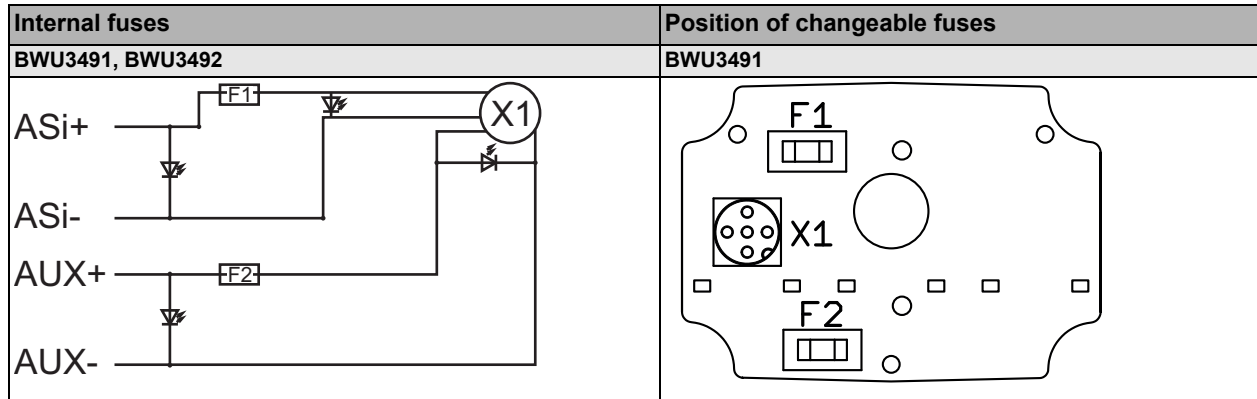 Internal fuses
Position of changeable fuses
BWU3491, BWU3492
BWU3491
F1
X1
ASi+
ASi-
AUX+
F2
AUX-
F1
X1
F2